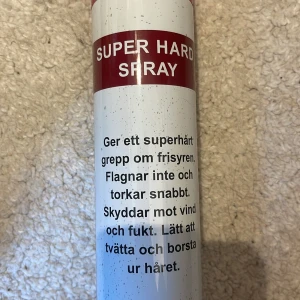 SUPER HARD
SPRAY
Ger ett superhårt
grepp om frisyren.
Flagnar inte och
torkar snabbt.
Skyddar mot vind
och fukt. Lätt att
tvätta och borsta
ur håret.